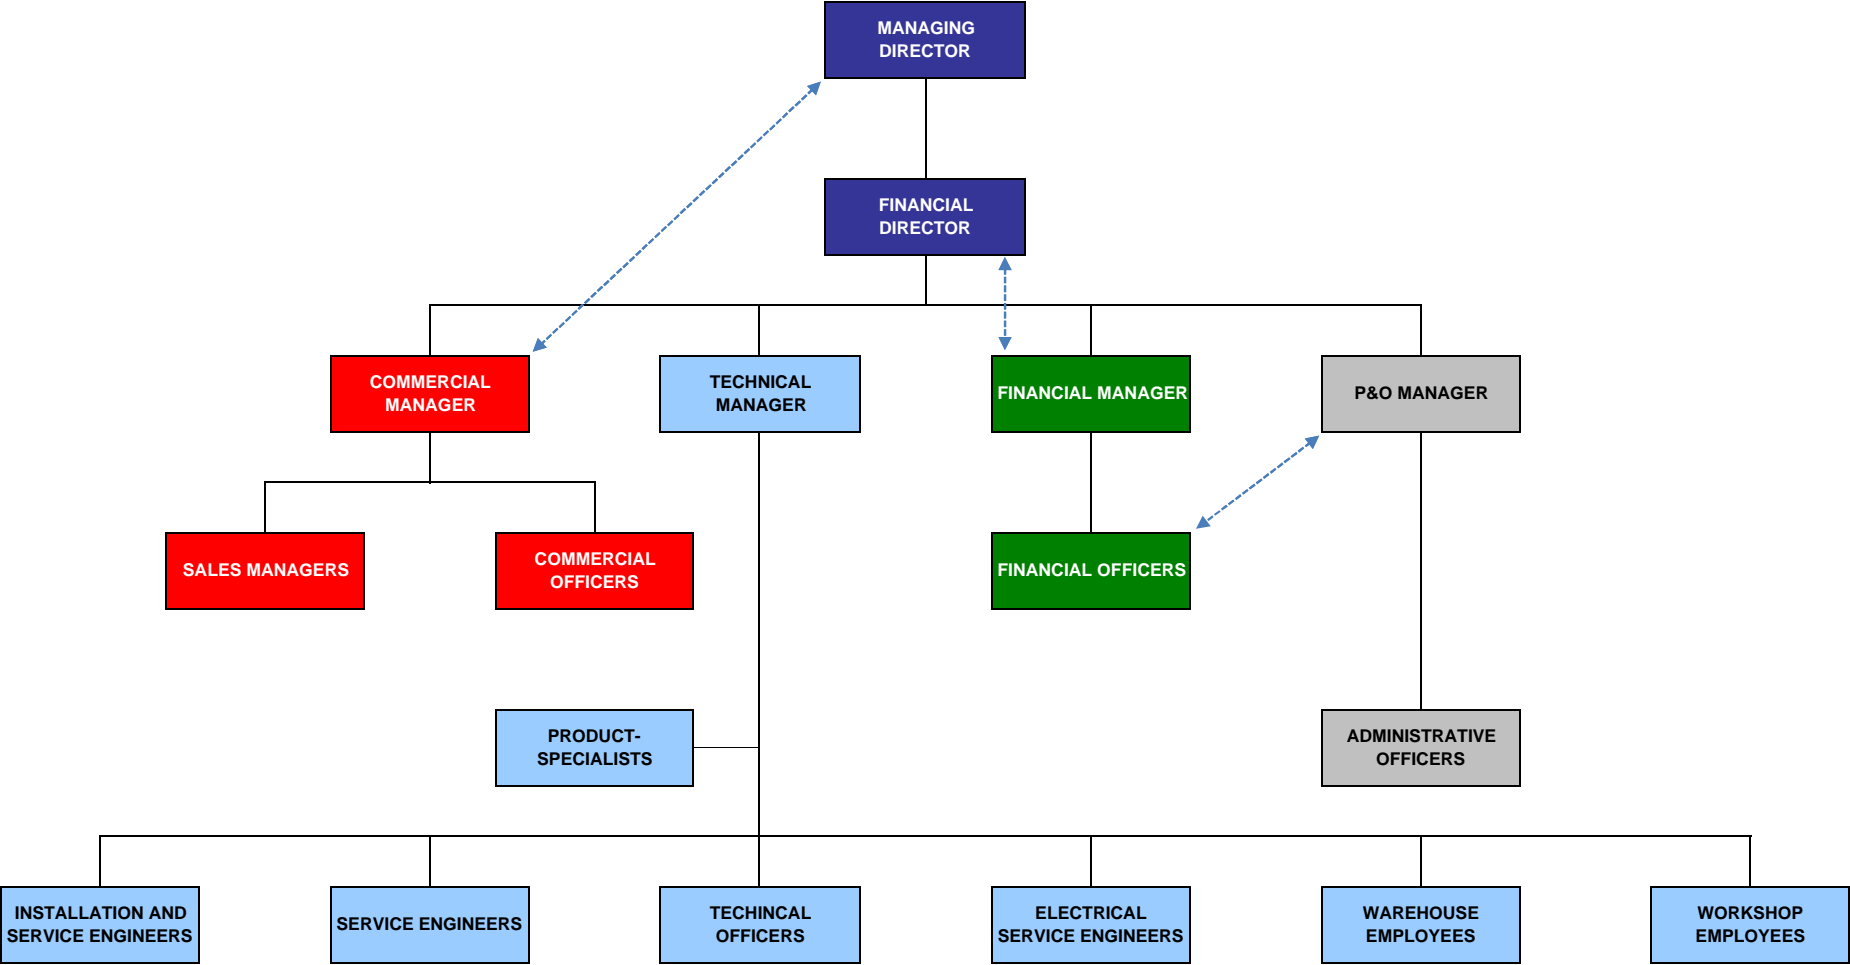 MANAGING
DIRECTOR
FINANCIAL
DIRECTOR
COMMERCIAL
MANAGER
TECHNICAL
MANAGER
FINANCIAL MANAGER
P&O MANAGER
SALES MANAGERS
COMMERCIAL
OFFICERS
FINANCIAL OFFICERS
PRODUCT-
SPECIALISTS
ADMINISTRATIVE
OFFICERS
INSTALLATION AND
SERVICE ENGINEERS
SERVICE ENGINEERS
TECHINCAL
OFFICERS
ELECTRICAL
SERVICE ENGINEERS
WAREHOUSE
EMPLOYEES
WORKSHOP
EMPLOYEES